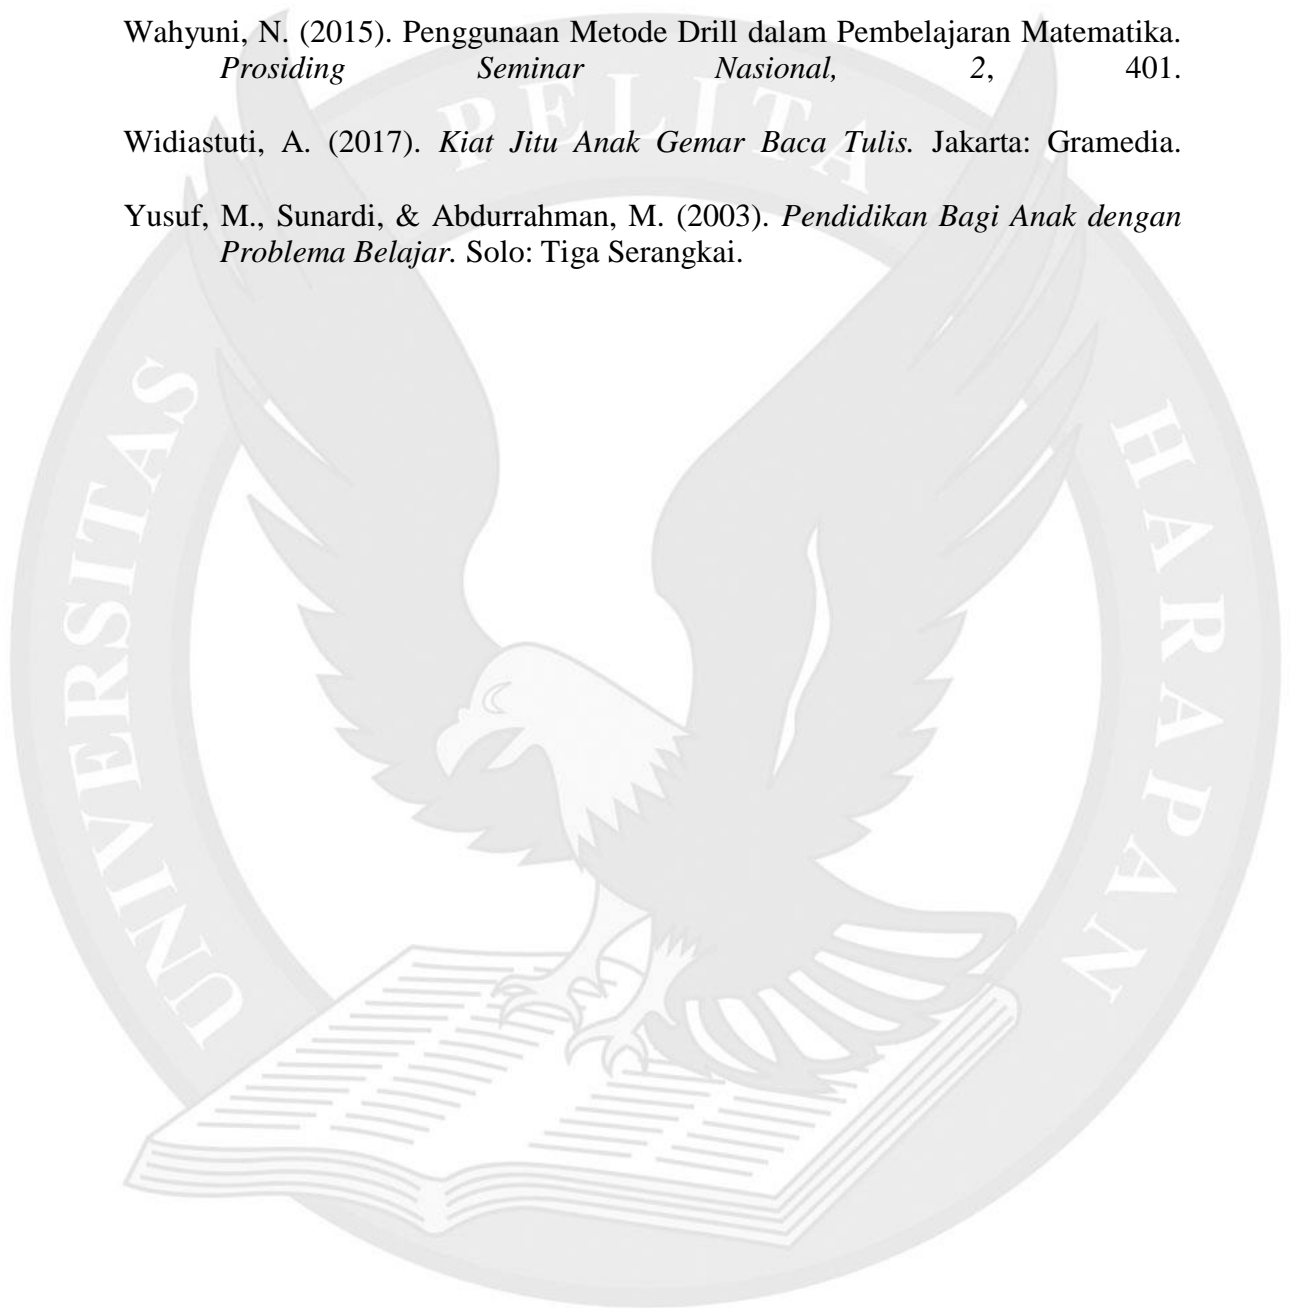 Wahyuni, N. (2015). Penggunaan Metode Drill dalam Pembelajaran Matematika.
Prosiding Seminar Nasional, 2, 401.
Widiastuti, A. (2017). Kiat Jitu Anak Gemar Baca Tulis. Jakarta: Gramedia.
Yusuf, M., Sunardi, & Abdurrahman, M. (2003). Pendidikan Bagi Anak dengan
Problema Belajar. Solo: Tiga Serangkai.
UNIVERSITAS PELITA HARAPAN